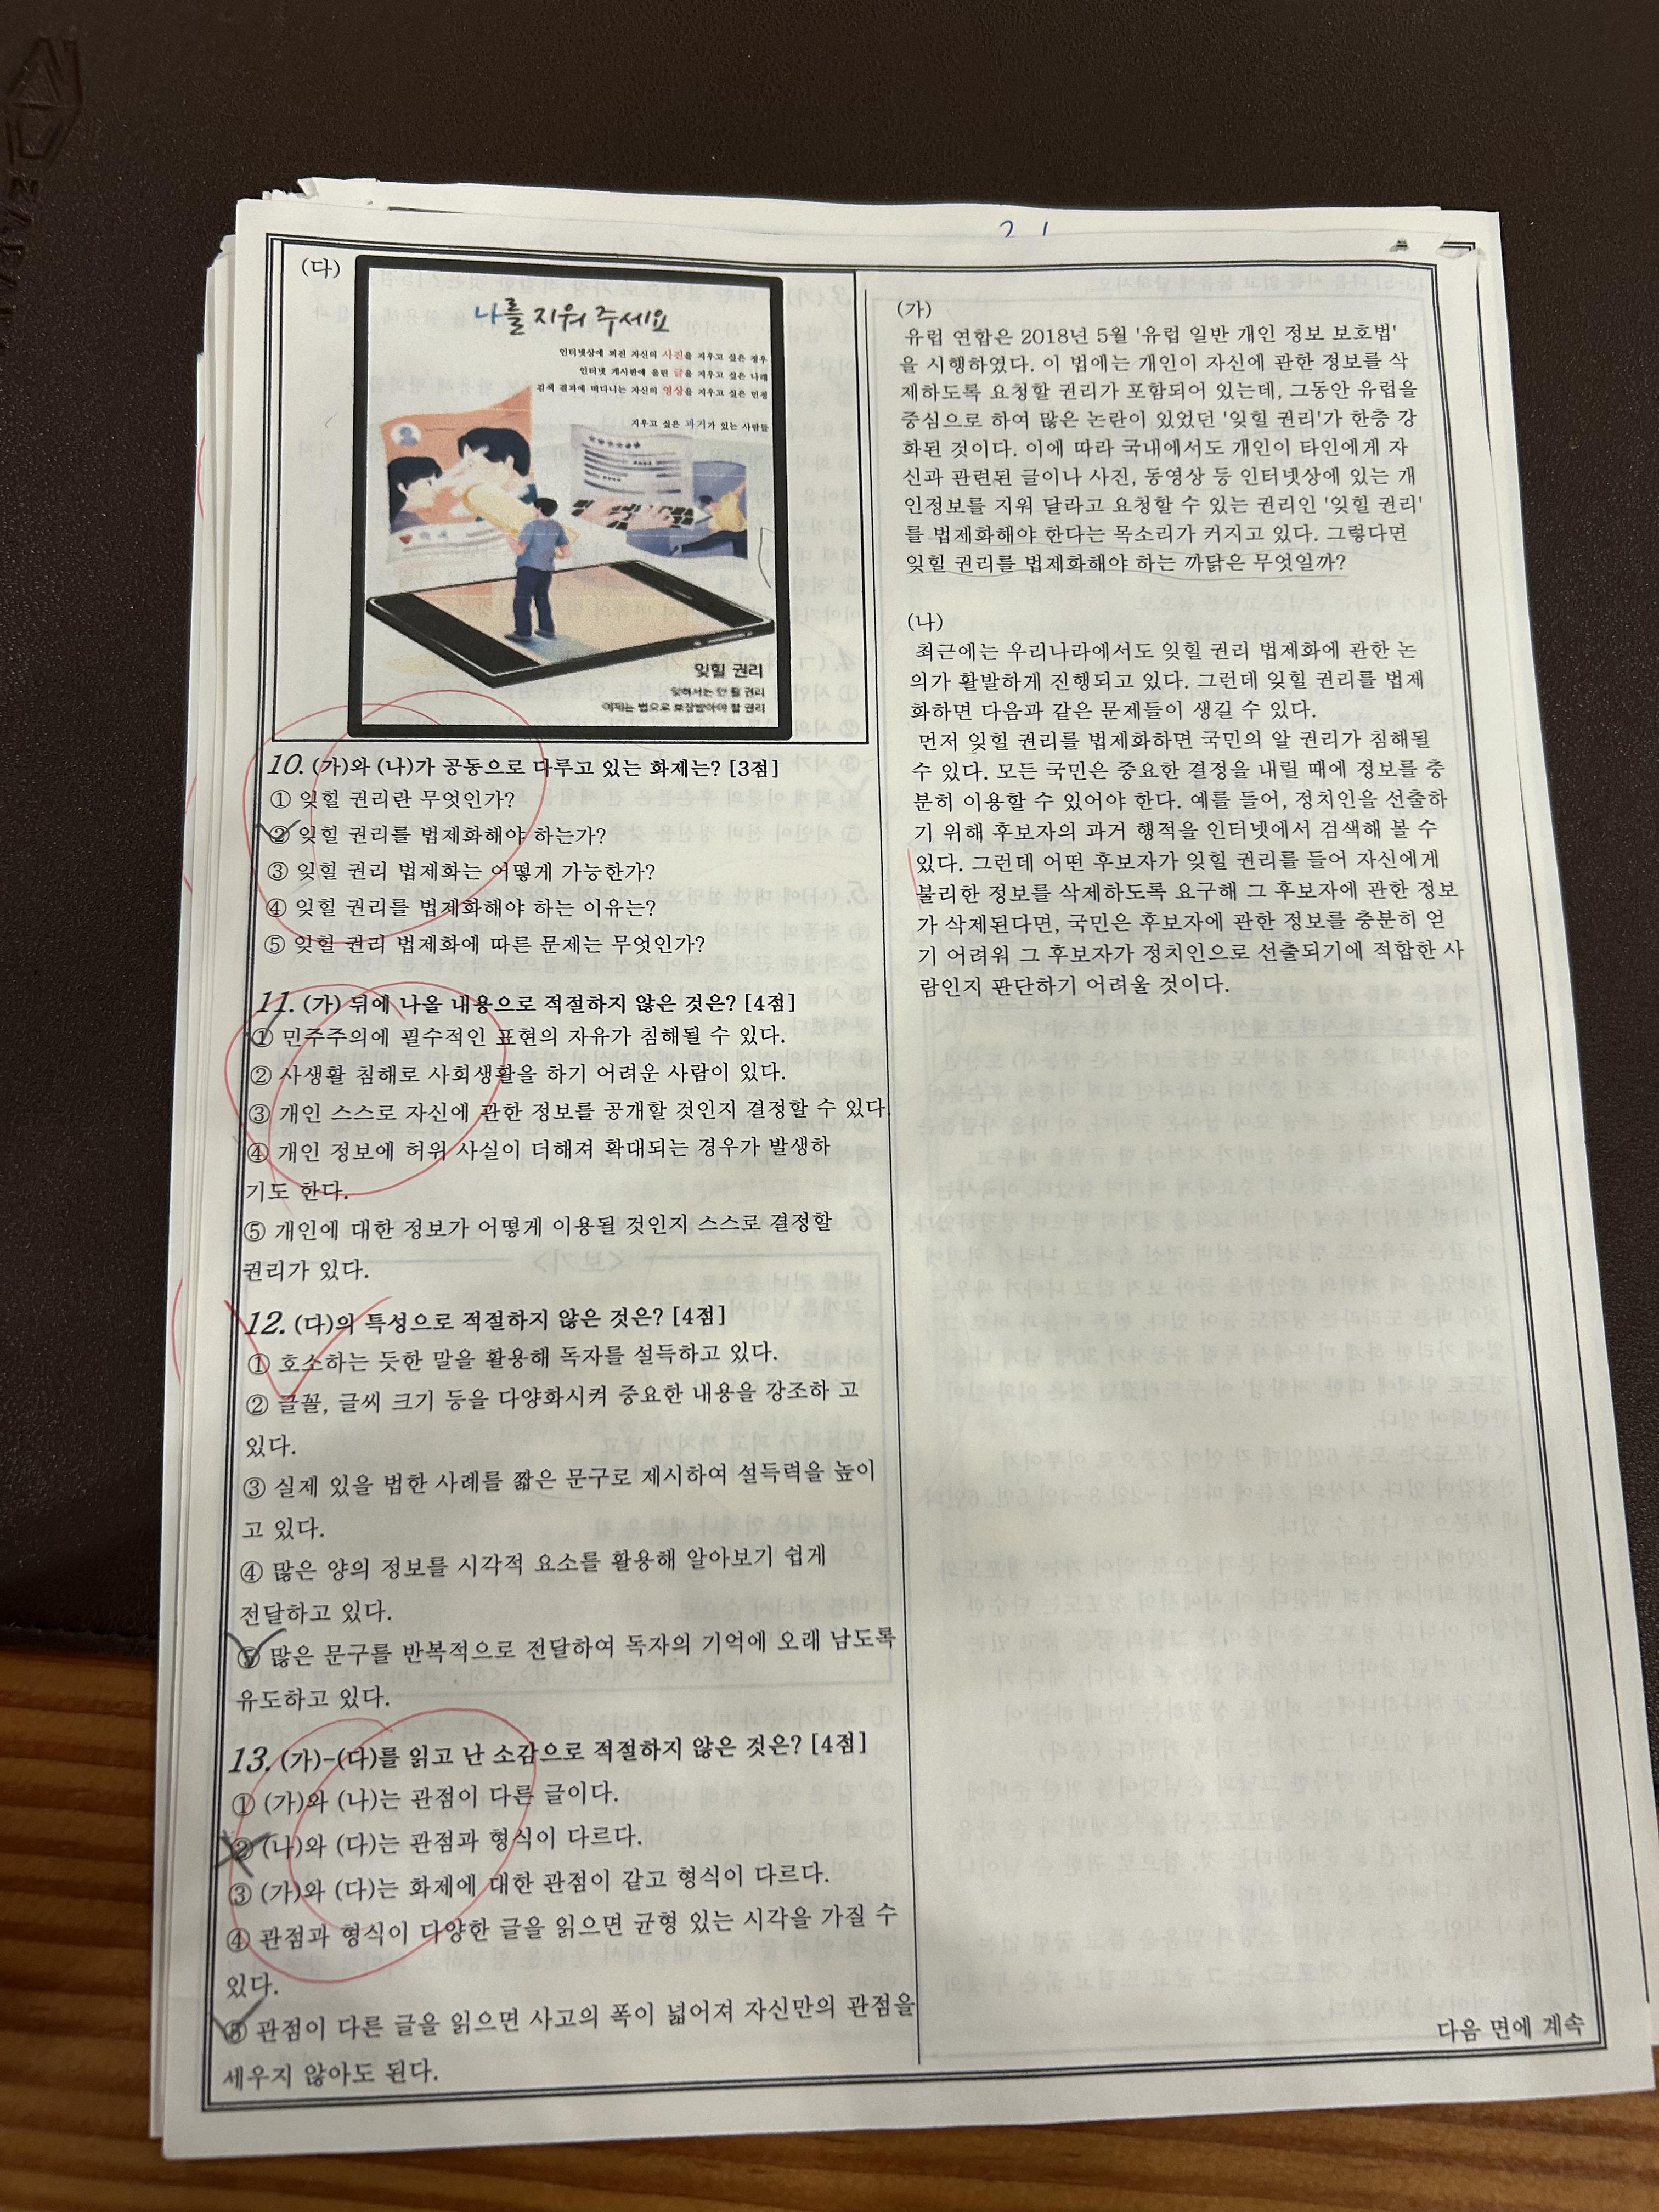 (다)
나를 지워 주세요
인터넷상에 퍼진 자신의 사진을 지우고 싶은 정우
인터넷 게시판에 올린 글을 지우고 싶은 나래
검색 결과에 떠다니는 자신의 영상을 지우고 싶은 민정
지우고 싶은 과거가 있는 사람들
잊힐 권리
잊혀서는 안 될 권리
이제는 법으로 보장받아야 할 권리
10. (가)와 (나)가 공동으로 다루고 있는 화제는? [3점]
① 잊힐 권리란 무엇인가?
② 잊힐 권리를 법제화해야 하는가?
③ 잊힐 권리 법제화는 어떻게 가능한가?
④ 잊힐 권리를 법제화해야 하는 이유는?
⑤ 잊힐 권리 법제화에 따른 문제는 무엇인가?
11. (가) 뒤에 나올 내용으로 적절하지 않은 것은? [4점]
① 민주주의에 필수적인 표현의 자유가 침해될 수 있다.
② 사생활 침해로 사회생활을 하기 어려운 사람이 있다.
③ 개인 스스로 자신에 관한 정보를 공개할 것인지 결정할 수 있다.
④ 개인 정보에 허위 사실이 더해져 확대되는 경우가 발생하
기도 한다.
⑤ 개인에 대한 정보가 어떻게 이용될 것인지 스스로 결정할
권리가 있다.
12. (다)의 특성으로 적절하지 않은 것은? [4점]
① 호소하는 듯한 말을 활용해 독자를 설득하고 있다.
② 글꼴, 글씨 크기 등을 다양화시켜 중요한 내용을 강조하 고
있다.
③ 실제 있을 법한 사례를 짧은 문구로 제시하여 설득력을 높이
고 있다.
④ 많은 양의 정보를 시각적 요소를 활용해 알아보기 쉽게
전달하고 있다.
⑤ 많은 문구를 반복적으로 전달하여 독자의 기억에 오래 남도록
유도하고 있다.
13. (가)-(다)를 읽고 난 소감으로 적절하지 않은 것은? [4점]
① (가)와 (나)는 관점이 다른 글이다.
② (나)와 (다)는 관점과 형식이 다르다.
③ (가)와 (다)는 화제에 대한 관점이 같고 형식이 다르다.
④ 관점과 형식이 다양한 글을 읽으면 균형 있는 시각을 가질 수
있다.
⑤ 관점이 다른 글을 읽으면 사고의 폭이 넓어져 자신만의 관점을
세우지 않아도 된다.
(가)
유럽 연합은 2018년 5월 '유럽 일반 개인 정보 보호법'
을 시행하였다. 이 법에는 개인이 자신에 관한 정보를 삭
제하도록 요청할 권리가 포함되어 있는데, 그동안 유럽을
중심으로 하여 많은 논란이 있었던 '잊힐 권리'가 한층 강
화된 것이다. 이에 따라 국내에서도 개인이 타인에게 자
신과 관련된 글이나 사진, 동영상 등 인터넷상에 있는 개
인정보를 지워 달라고 요청할 수 있는 권리인 '잊힐 권리'
를 법제화해야 한다는 목소리가 커지고 있다. 그렇다면
잊힐 권리를 법제화해야 하는 까닭은 무엇일까?
(나)
최근에는 우리나라에서도 잊힐 권리 법제화에 관한 논
의가 활발하게 진행되고 있다. 그런데 잊힐 권리를 법제
화하면 다음과 같은 문제들이 생길 수 있다.
먼저 잊힐 권리를 법제화하면 국민의 알 권리가 침해될
수 있다. 모든 국민은 중요한 결정을 내릴 때에 정보를 충
분히 이용할 수 있어야 한다. 예를 들어, 정치인을 선출하
기 위해 후보자의 과거 행적을 인터넷에서 검색해 볼 수
있다. 그런데 어떤 후보자가 잊힐 권리를 들어 자신에게
불리한 정보를 삭제하도록 요구해 그 후보자에 관한 정보
가 삭제된다면, 국민은 후보자에 관한 정보를 충분히 얻
기 어려워 그 후보자가 정치인으로 선출되기에 적합한 사
람인지 판단하기 어려울 것이다.
다음 면에 계속